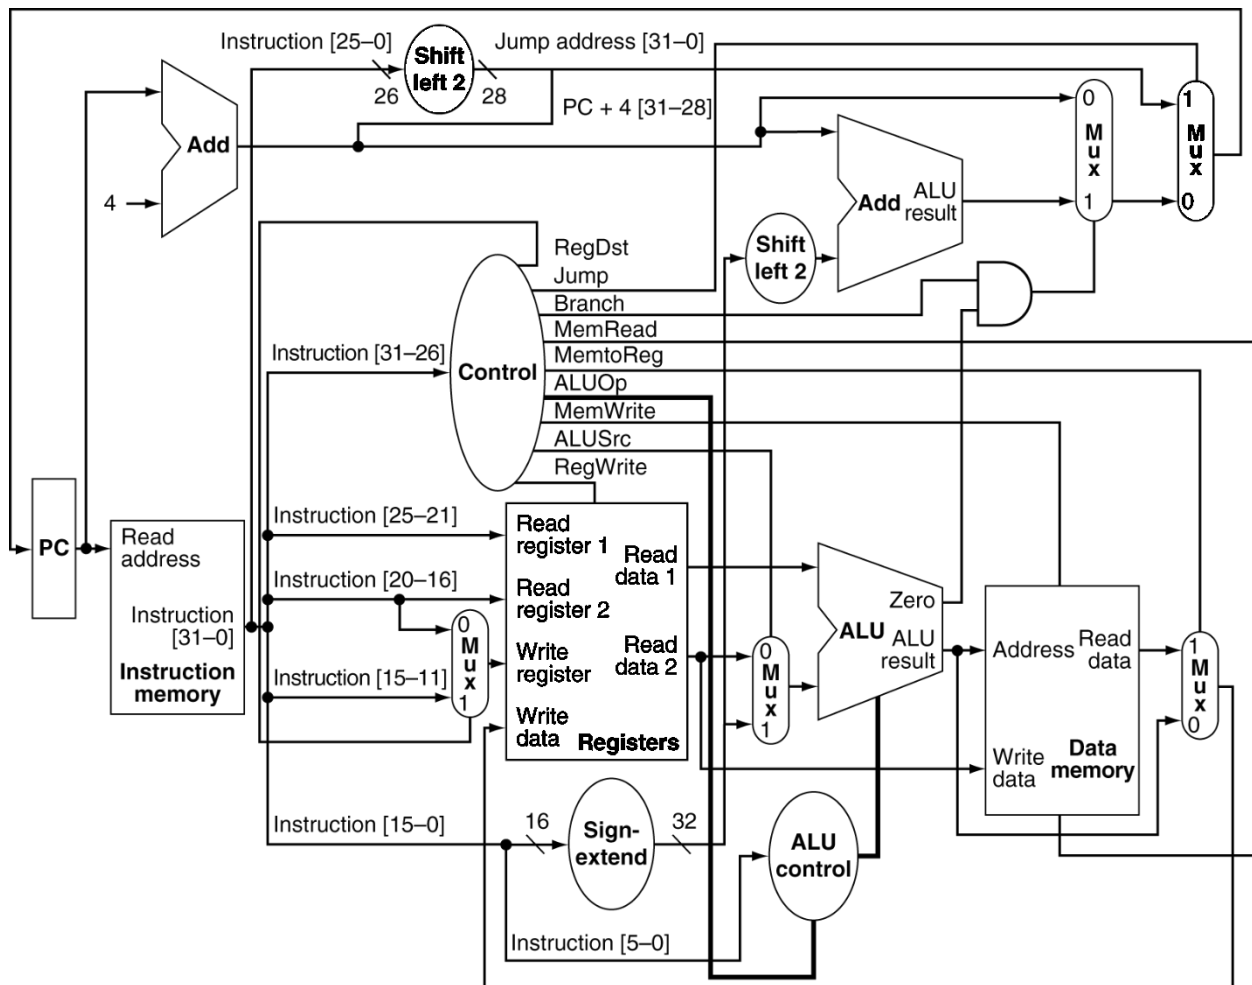 Instruction [25–0]
Shift
left 2
Jump address [31–0]
26
28
PC + 4 [31–28]
Add
4
0
M
u
x
1
1
M
u
x
0
Add
ALU
result
Shift
left 2
RegDst
Jump
Branch
MemRead
MemtoReg
ALUOp
MemWrite
ALUSrc
RegWrite
Instruction [31–26]
Control
PC
Read
address
Instruction
[31–0]
Instruction
memory
Instruction [25–21]
Instruction [20–16]
Instruction [15–11]
0
M
u
x
1
Read
register 1
Read
register 2
Write
register
Write
data
Read
data 1
Read
data 2
Registers
0
M
u
x
1
Zero
ALU
ALU
result
Address
Read
data
Write
data
Data
memory
1
M
u
x
0
Instruction [15–0]
16
Sign-
extend
32
ALU
control
Instruction [5–0]